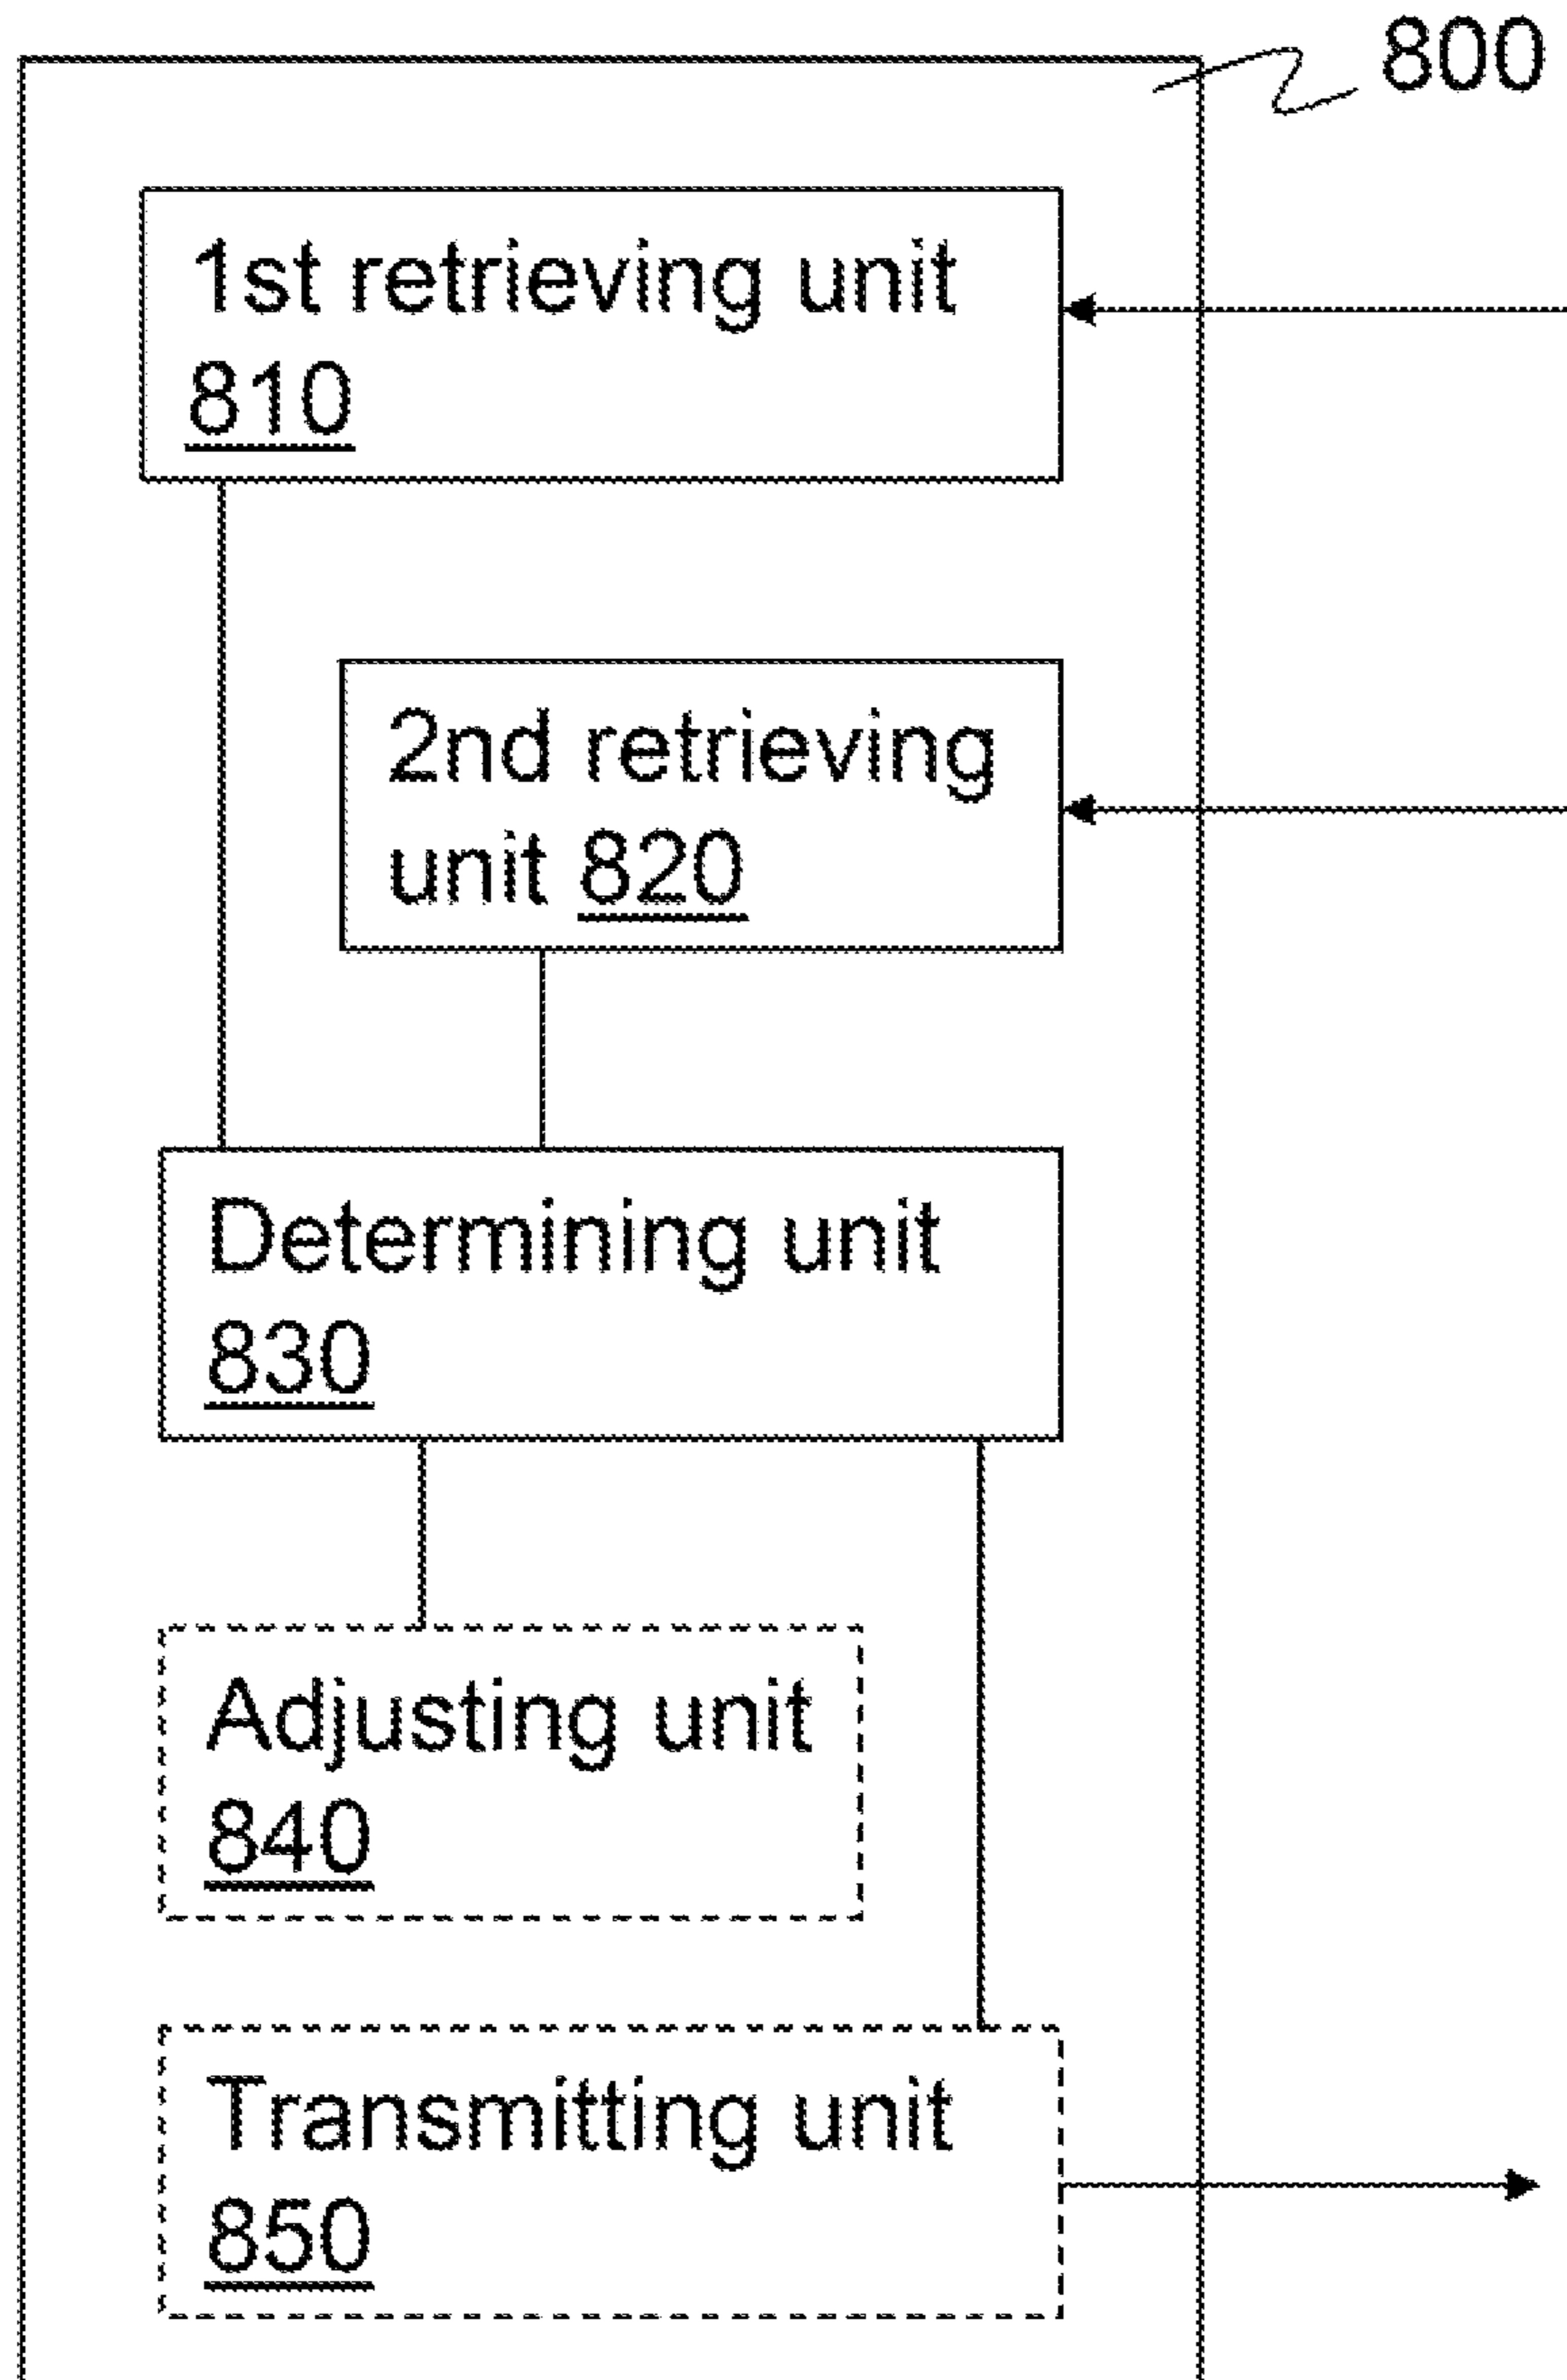 800
1st retrieving unit
810
2nd retrieving
unit 820
Determining unit
830
Adjusting unit
840
Transmitting unit
850